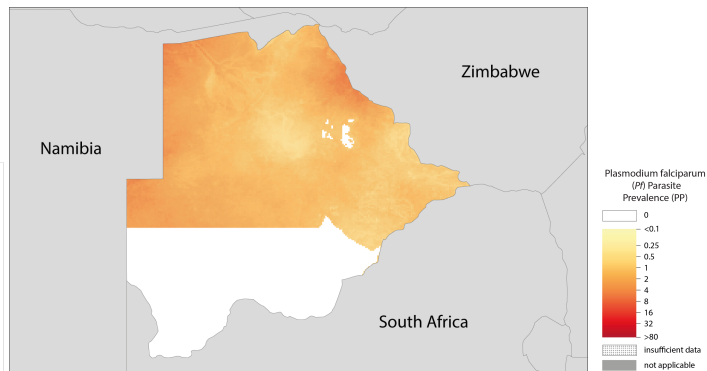 Zimbabwe
Namibia
South Africa
Plasmodium falciparum
(Pf) Parasite
Prevalence (PP)
0
<0.1
0.25
0.5
1
2
4
8
16
32
>80
insufficient data
not applicable